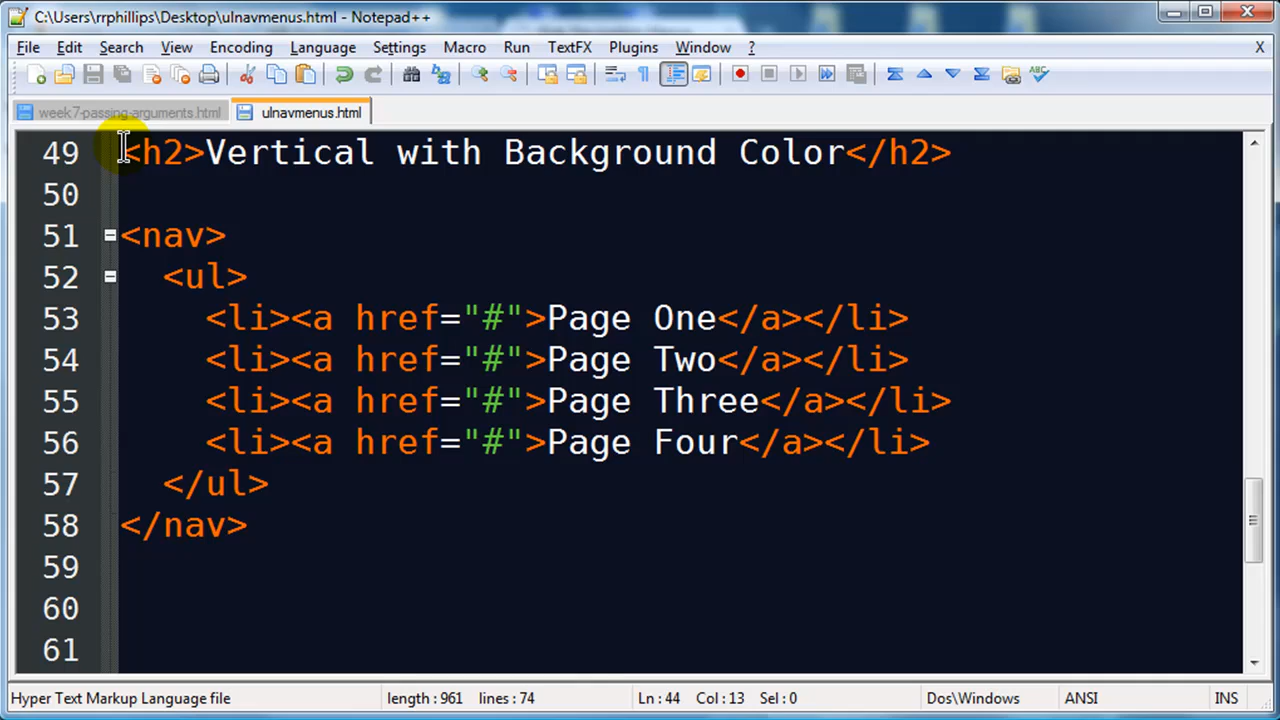 C:\Users\rrphillips\Desktop\ulnavmenus.html - Notepad++
File Edit Search View Encoding Language Settings Macro Run TextFX Plugins Window ? X
week7-passing-arguments.html ulnavmenus.html
49 <h2>Vertical with Background Color</h2>
50
51 <nav>
52 <ul>
53 <li><a href="#">Page One</a></li>
54 <li><a href="#">Page Two</a></li>
55 <li><a href="#">Page Three</a></li>
56 <li><a href="#">Page Four</a></li>
57 </ul>
58 </nav>
59
60
61
Hyper Text Markup Language file length : 961 lines : 74 Ln : 44 Col : 13 Sel : 0 Dos\Windows ANSI INS